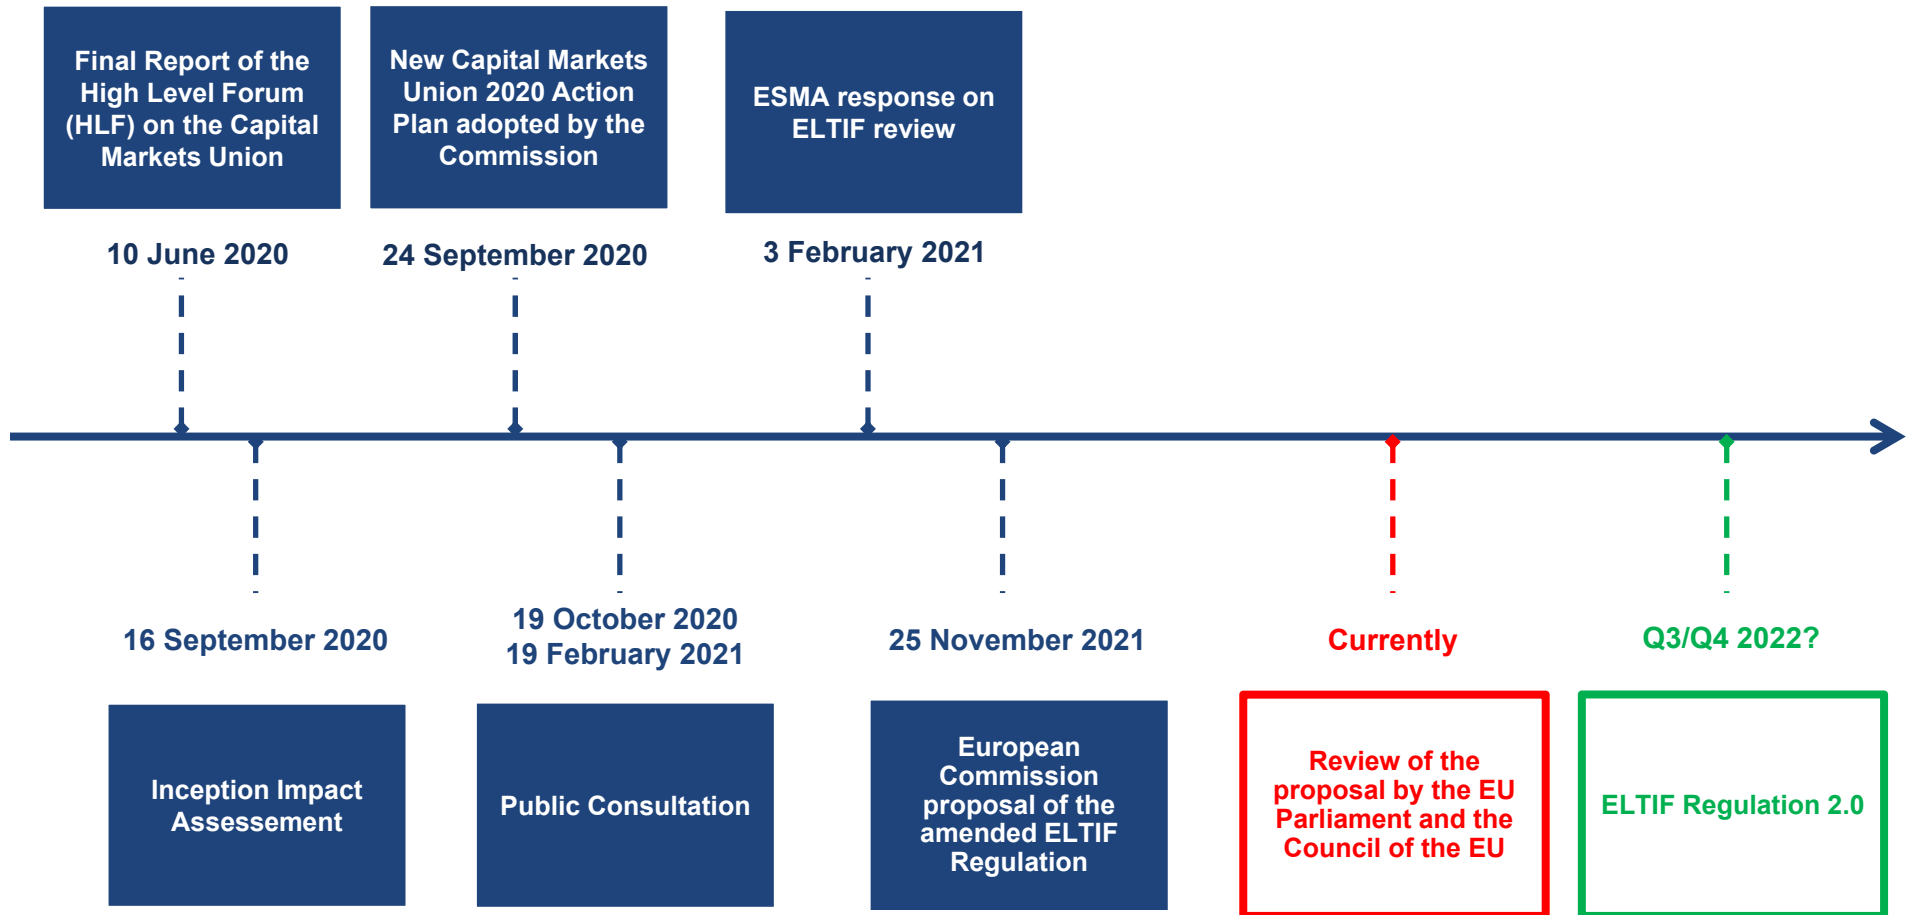 Final Report of the
High Level Forum
(HLF) on the Capital
Markets Union
New Capital Markets
Union 2020 Action
Plan adopted by the
Commission
ESMA response on
ELTIF review
10 June 2020
24 September 2020
3 February 2021
16 September 2020
19 October 2020
19 February 2021
25 November 2021
Currently
Q3/Q4 2022?
Inception Impact
Assessement
Public Consultation
European
Commission
proposal of the
amended ELTIF
Regulation
Review of the
proposal by the EU
Parliament and the
Council of the EU
ELTIF Regulation 2.0